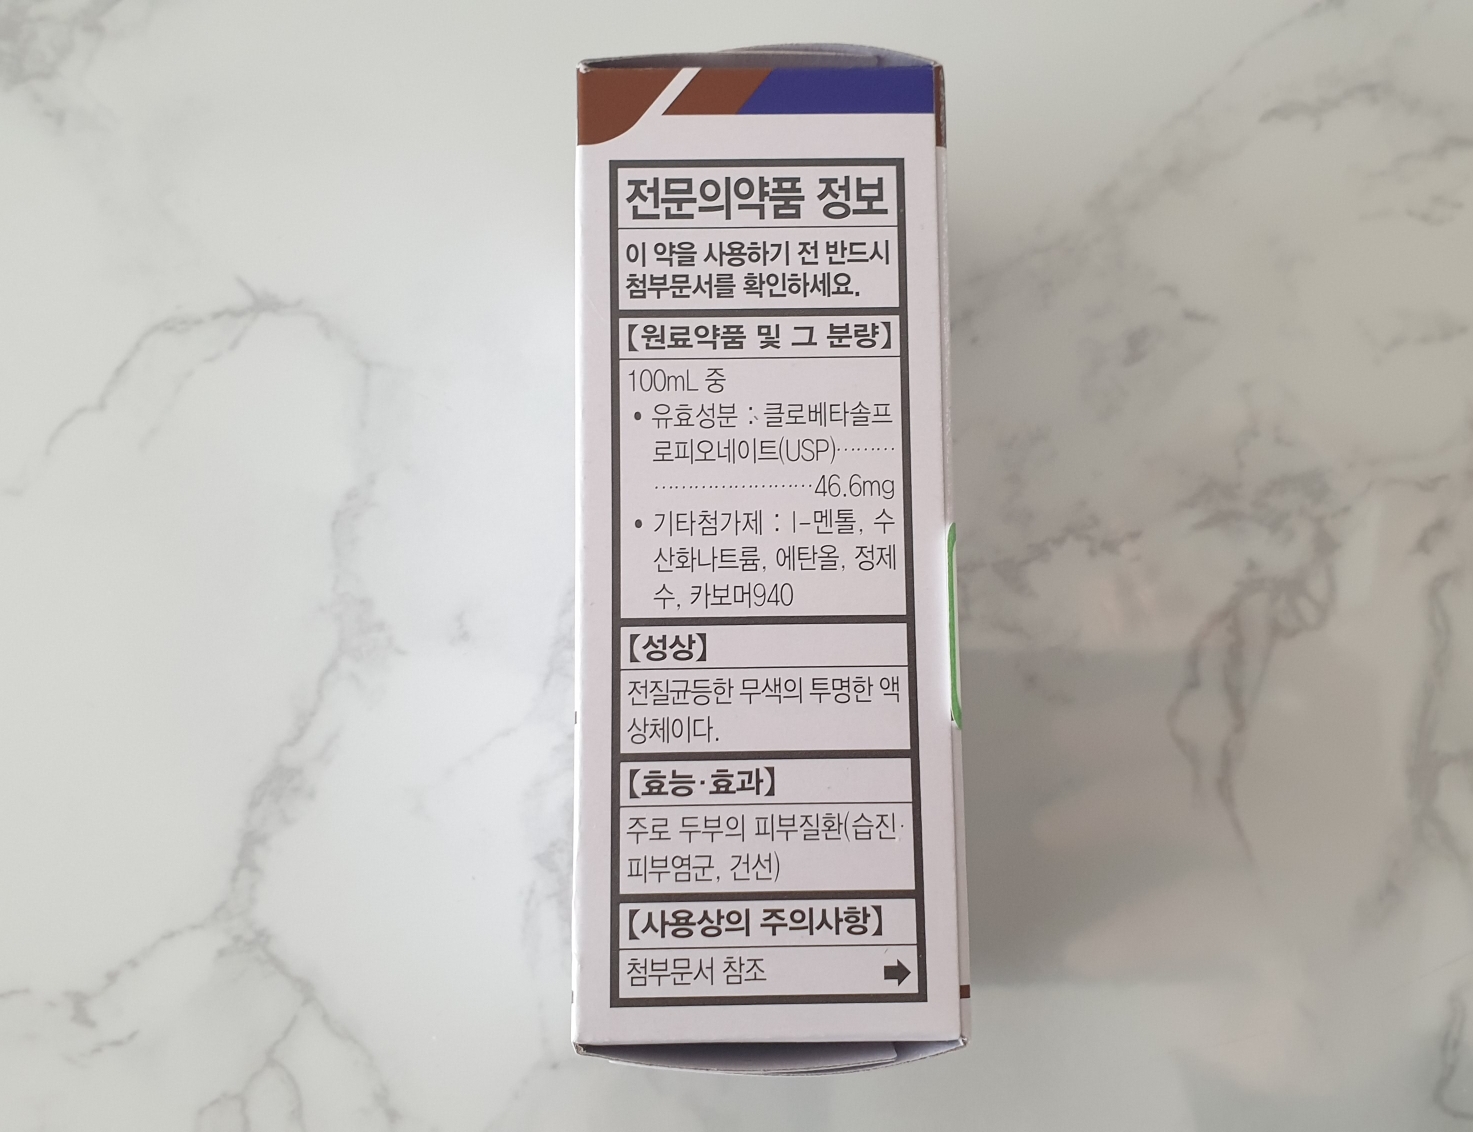 전문의약품 정보
이 약을 사용하기 전 반드시
첨부문서를 확인하세요.
【원료약품 및 그 분량】
100mL 중
• 유효성분 : 클로베타솔프
로피오네이트(USP)·········
·······················46.6mg
• 기타첨가제 : l-멘톨, 수
산화나트륨, 에탄올, 정제
수, 카보머940
【성상】
전질균등한 무색의 투명한 액
상체이다.
【효능·효과】
주로 두부의 피부질환(습진·
피부염군, 건선)
【사용상의 주의사항】
첨부문서 참조 ➡